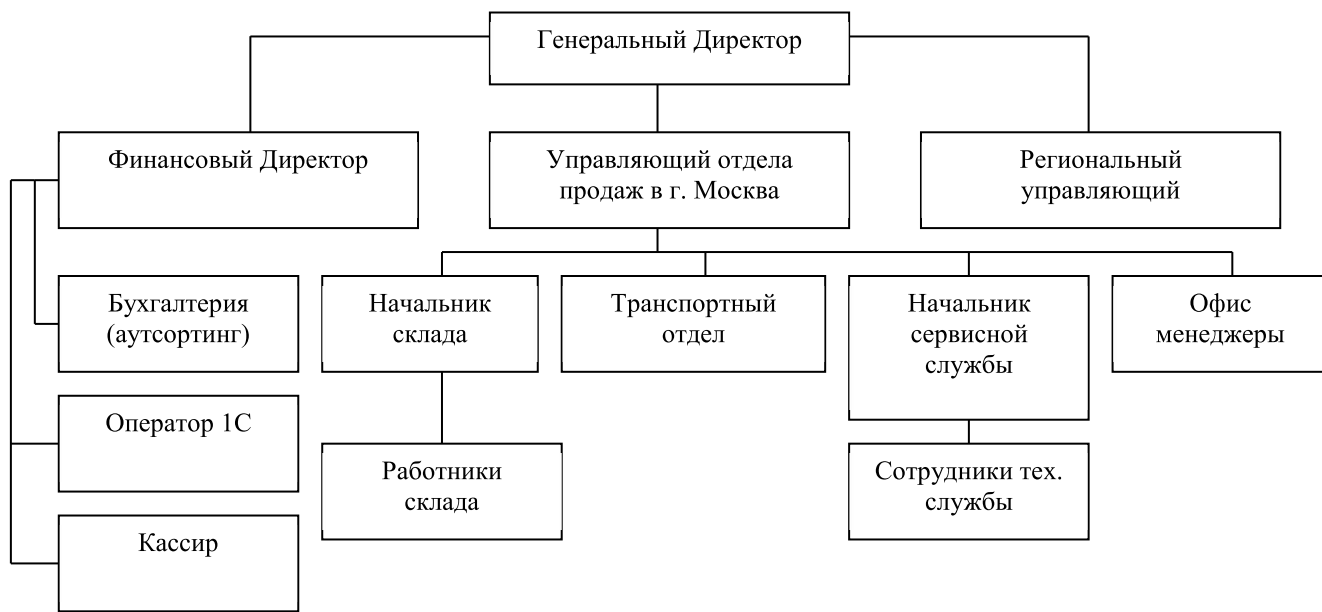 Генеральный Директор
Финансовый Директор
Управляющий отдела
продаж в г. Москва
Региональный
управляющий
Бухгалтерия
(аутсортинг)
Начальник
склада
Транспортный
отдел
Начальник
сервисной
службы
Офис
менеджеры
Оператор 1С
Работники
склада
Сотрудники тех.
службы
Кассир